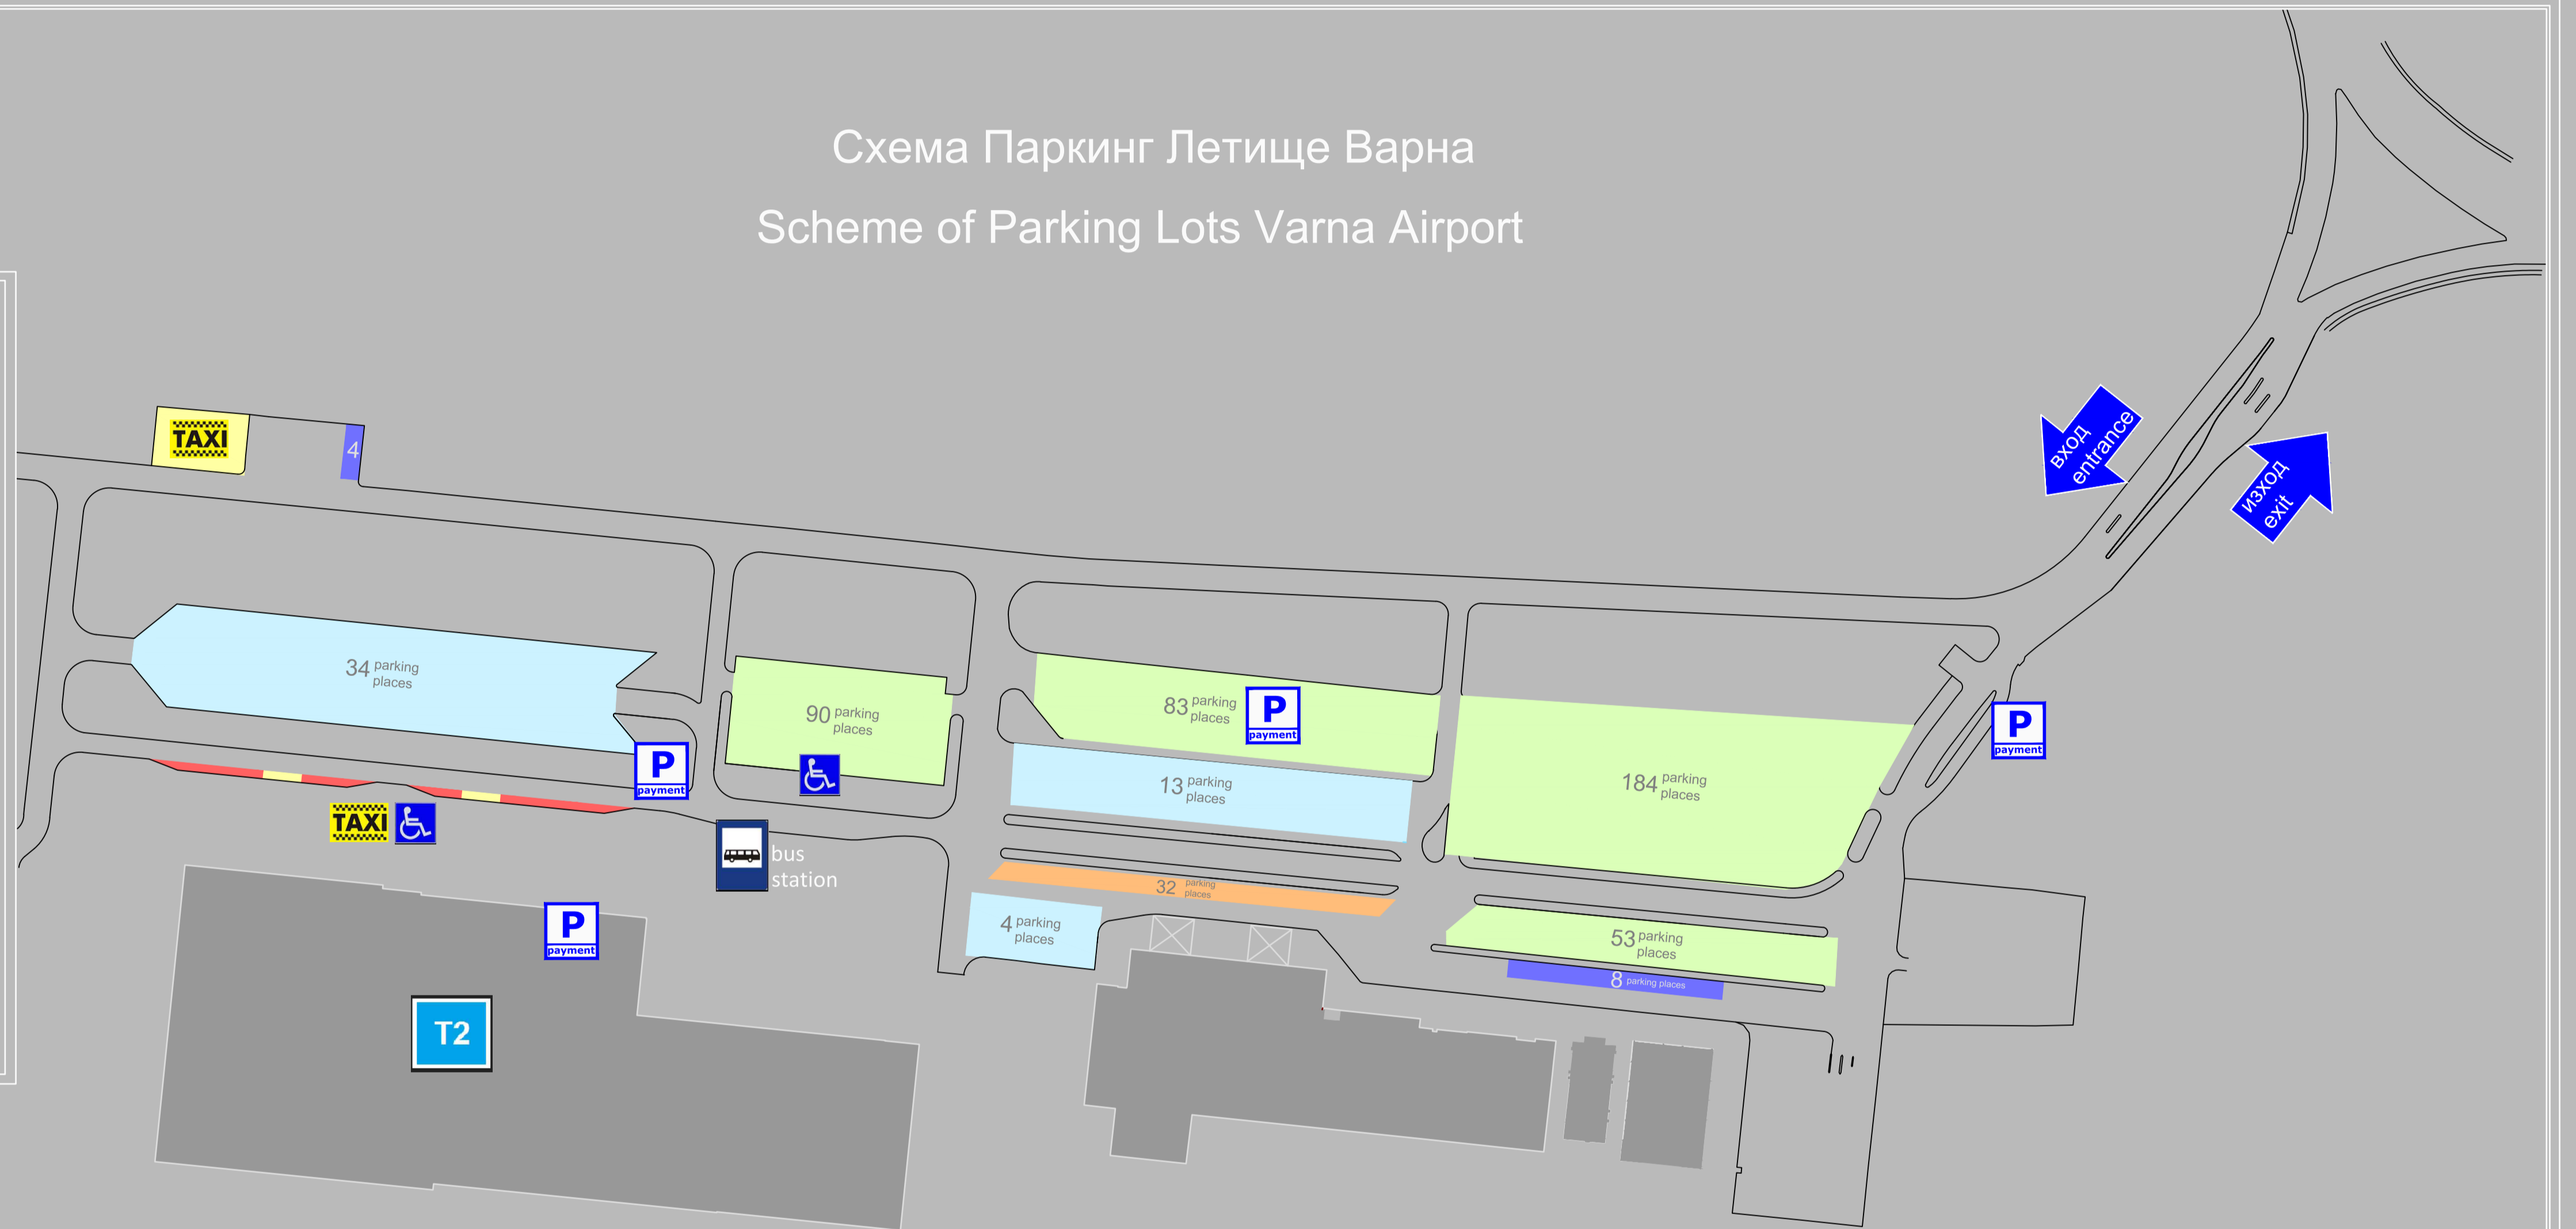 Схема Паркинг Летище Варна
Scheme of Parking Lots Varna Airport
вход
entrance
изход
exit
TAXI
4
34 parking
places
P
payment
90 parking
places
83 parking
places
P
payment
13 parking
places
184 parking
places
P
payment
TAXI
bus
station
32 parking
places
4 parking
places
53 parking
places
8 parking places
P
payment
T2